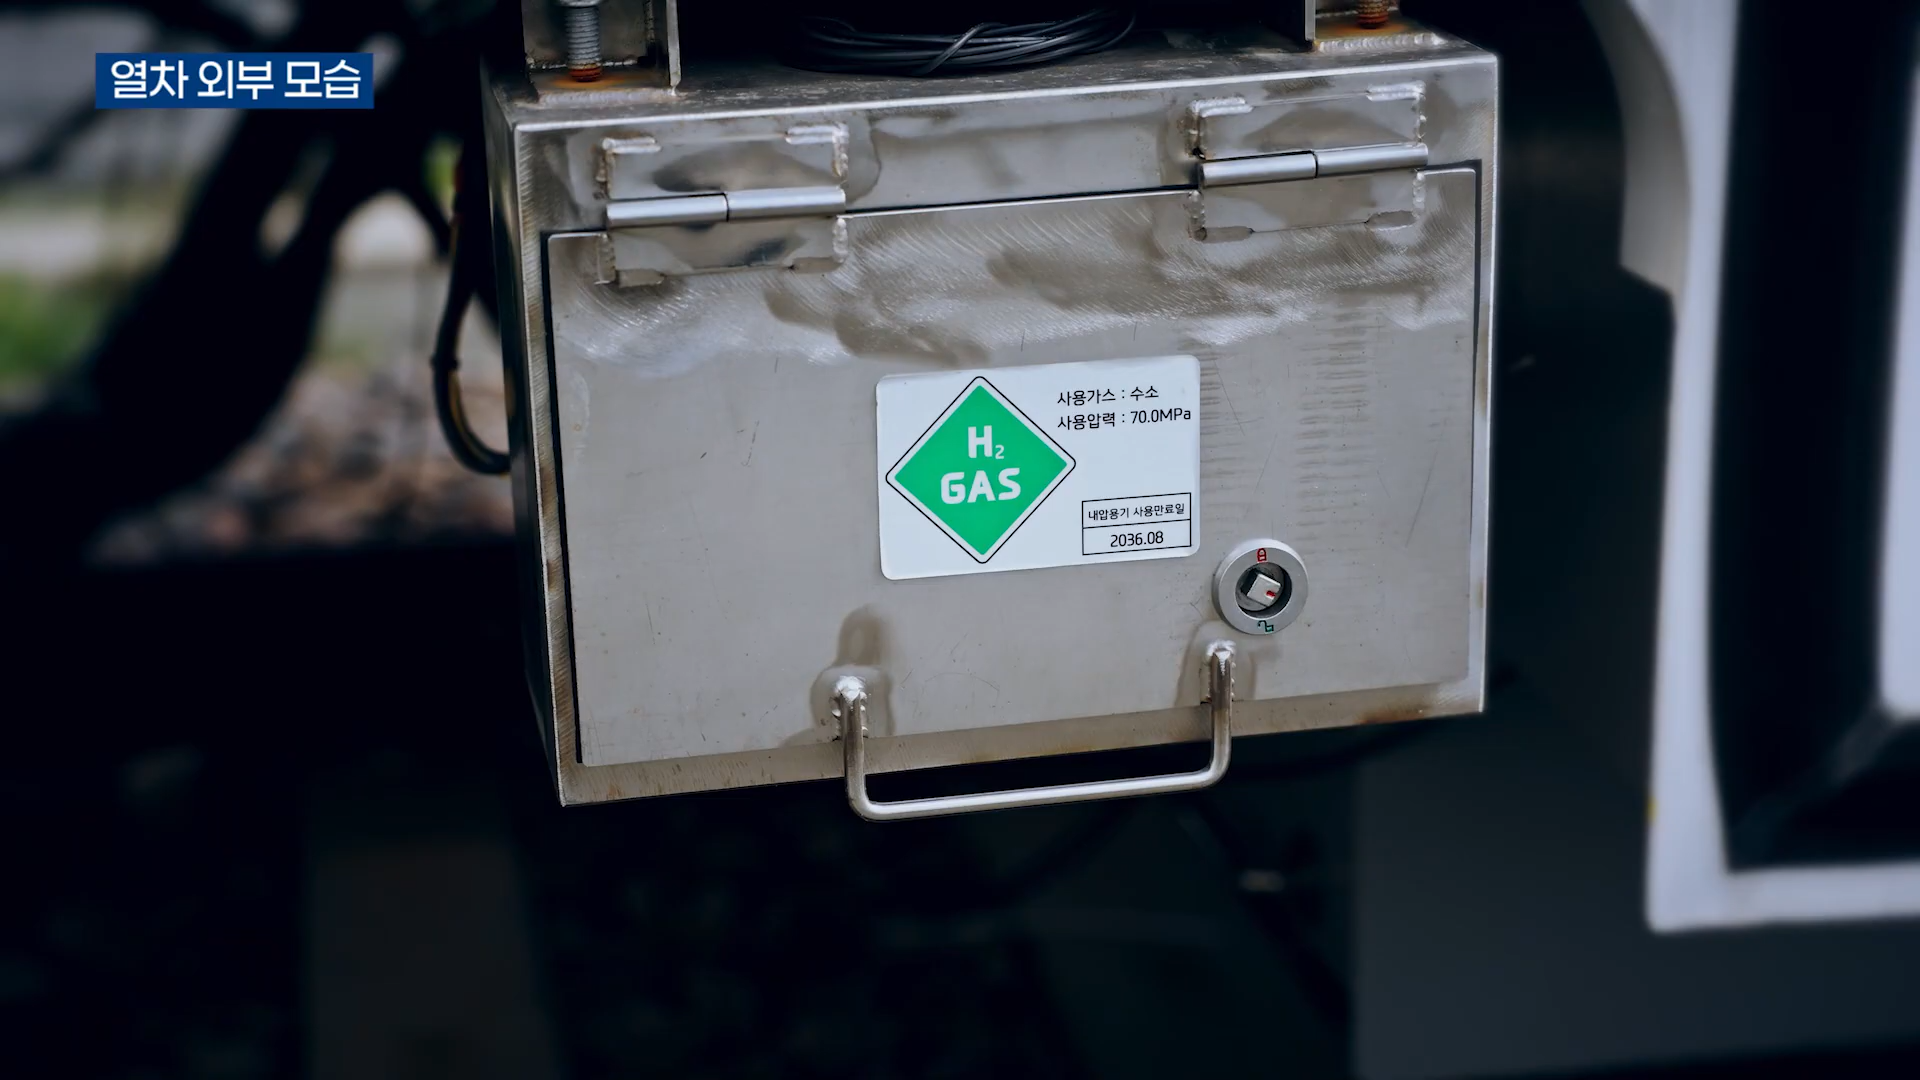 열차 외부 모습
사용가스 : 수소
사용압력 : 70.0MPa
H₂
GAS
내압용기 사용만료일
2036.08